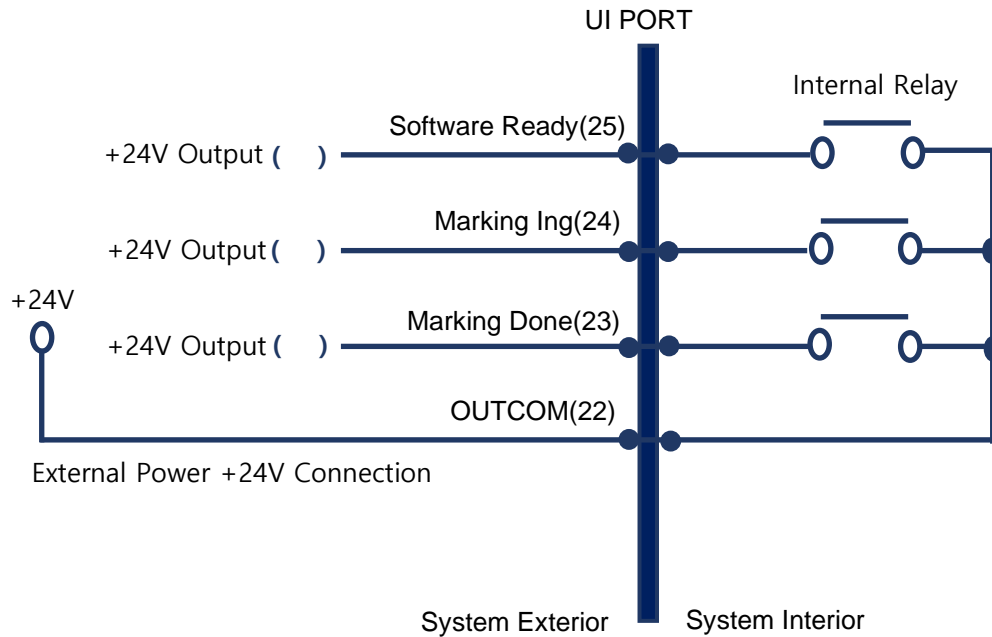 UI PORT
Internal Relay
Software Ready(25)
+24V Output ( )
Marking Ing(24)
+24V Output ( )
+24V
Marking Done(23)
+24V Output ( )
OUTCOM(22)
External Power +24V Connection
System Exterior
System Interior